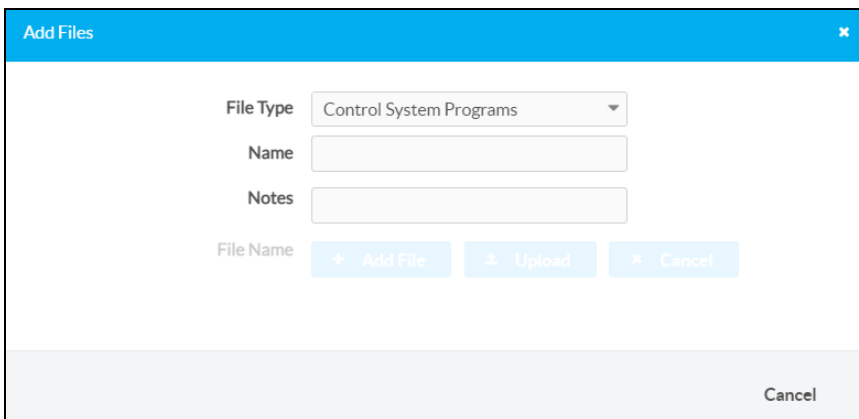 Add Files
File Type Control System Programs
Name
Notes
File Name Add File Upload Cancel
Cancel